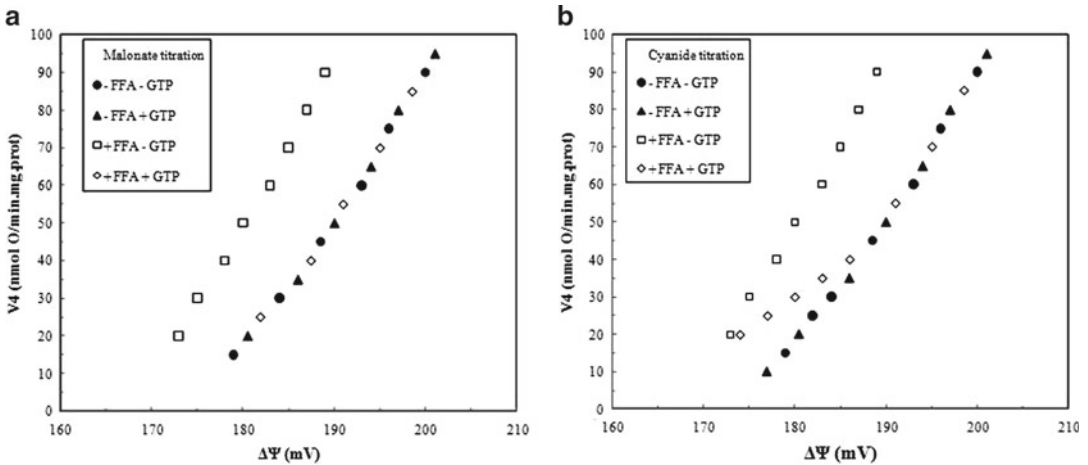 a
V4 (nmol O/min.mg.prot)
100
90
80
70
60
50
40
30
20
10
0
Malonate titration
- FFA - GTP
- FFA + GTP
+FFA - GTP
+FFA + GTP
160 170 180 190 200 210
ΔΨ (mV)
b
V4 (nmol O/min.mg.prot)
100
90
80
70
60
50
40
30
20
10
0
Cyanide titration
- FFA - GTP
- FFA + GTP
+FFA - GTP
+FFA + GTP
160 170 180 190 200 210
ΔΨ (mV)